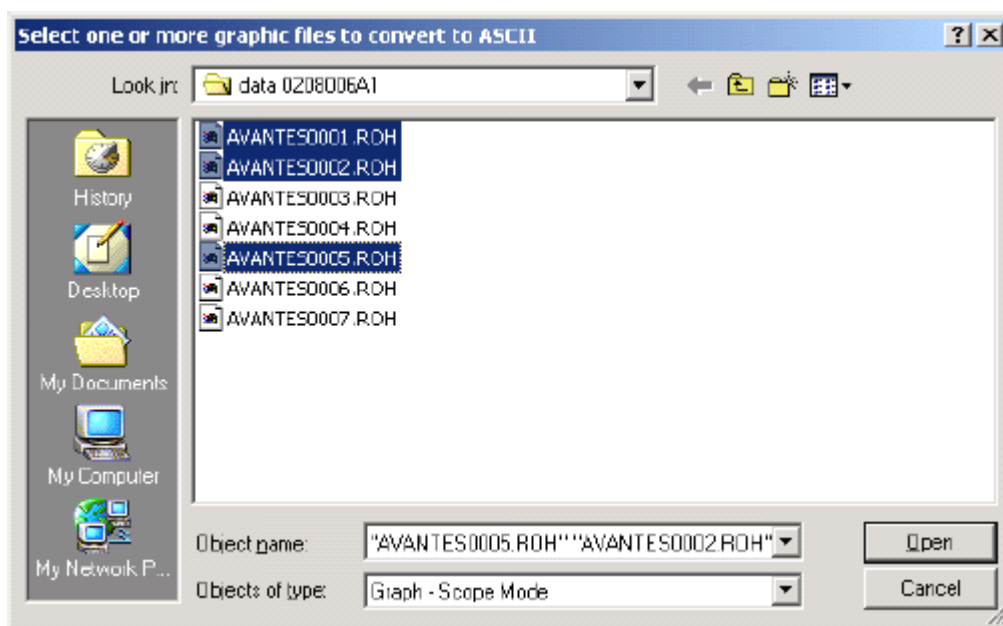 Select one or more graphic files to convert to ASCII
Look in:
data 0208006A1
History
Desktop
My Documents
My Computer
My Network P...
AVANTES0001.ROH
AVANTES0002.ROH
AVANTES0003.ROH
AVANTES0004.ROH
AVANTES0005.ROH
AVANTES0006.ROH
AVANTES0007.ROH
Object name:
"AVANTES0005.ROH" "AVANTES0002.ROH"
Open
Objects of type:
Graph - Scope Mode
Cancel